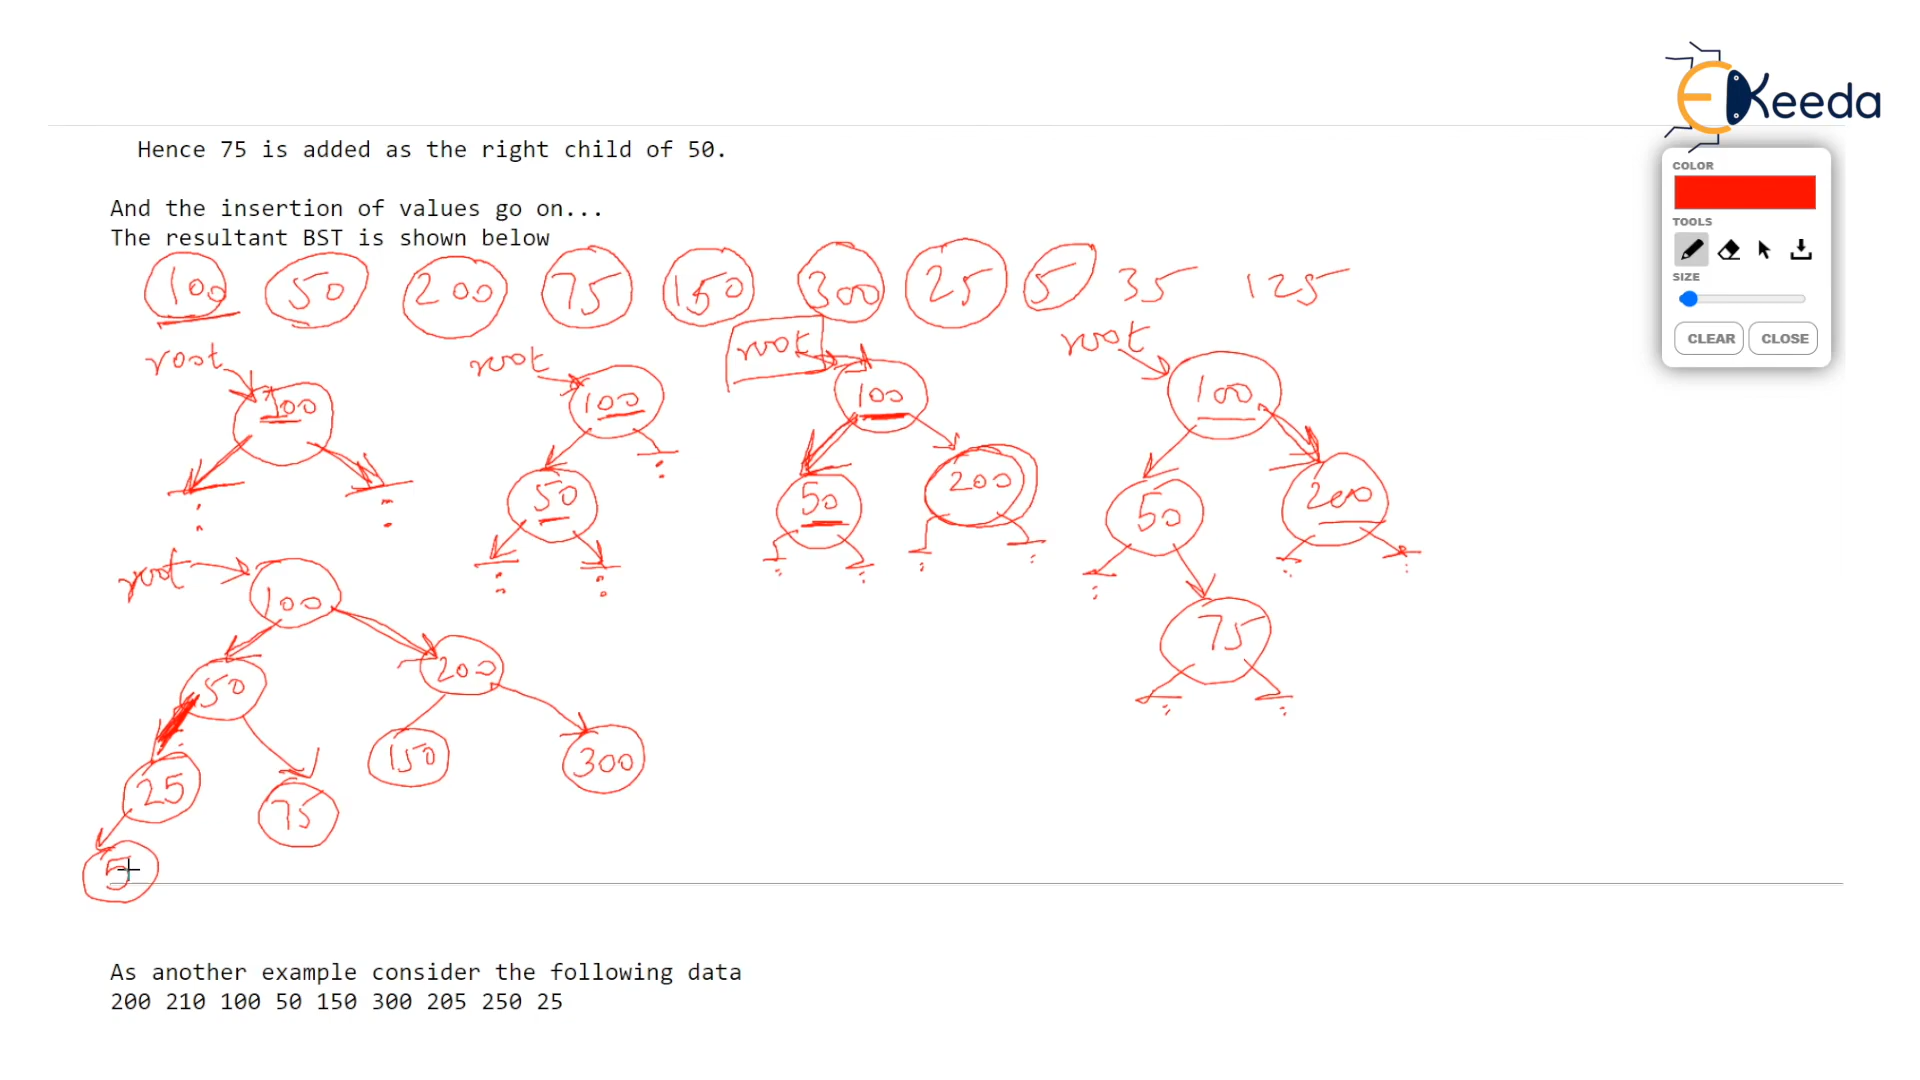 EKeeda
Hence 75 is added as the right child of 50.
And the insertion of values go on...
The resultant BST is shown below
100 50 200 75 150 300 25 5 35 125
root root root root
100 100 100 100
50 50 200 50 200
75
root
100
50 200
25 75 150 300
5
As another example consider the following data
200 210 100 50 150 300 205 250 25
COLOR
TOOLS
SIZE
CLEAR CLOSE